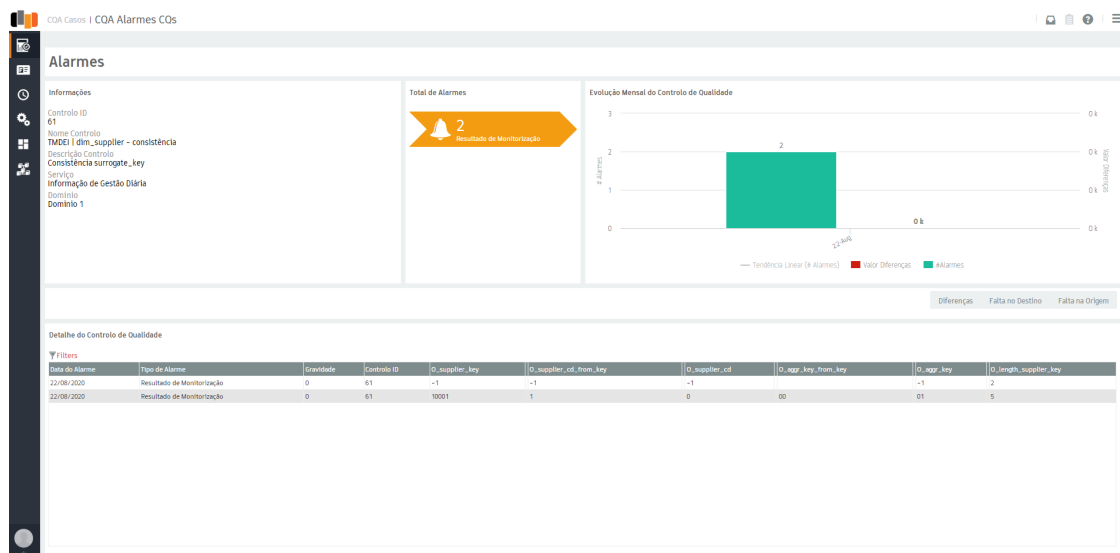 CQA Casos | CQA Alarmes CQs
Alarmes
Informações
Controlo ID
61
Nome Controlo
TMDEI | dim_supplier - consistência
Descrição Controlo
Consistência surrogate_key
Serviço
Informação de Gestão Diária
Domínio
Domínio 1
Total de Alarmes
2
Resultado de Monitorização
Evolução Mensal do Controlo de Qualidade
3
2
1
0
# Alarmes
2
0 k
0 k
0 k
0 k
0 k
Valor Diferenças
22-Aug
Tendência Linear (# Alarmes) Valor Diferenças #Alarmes
Diferenças Falta no Destino Falta na Origem
Detalhe do Controlo de Qualidade
Filters
Data do Alarme Tipo de Alarme Gravidade Controlo ID O_supplier_key O_supplier_cd_from_key O_supplier_cd O_aggr_key_from_key O_aggr_key O_length_supplier_key
22/08/2020 Resultado de Monitorização 0 61 -1 -1 -1 -1 2
22/08/2020 Resultado de Monitorização 0 61 10001 1 0 00 01 5